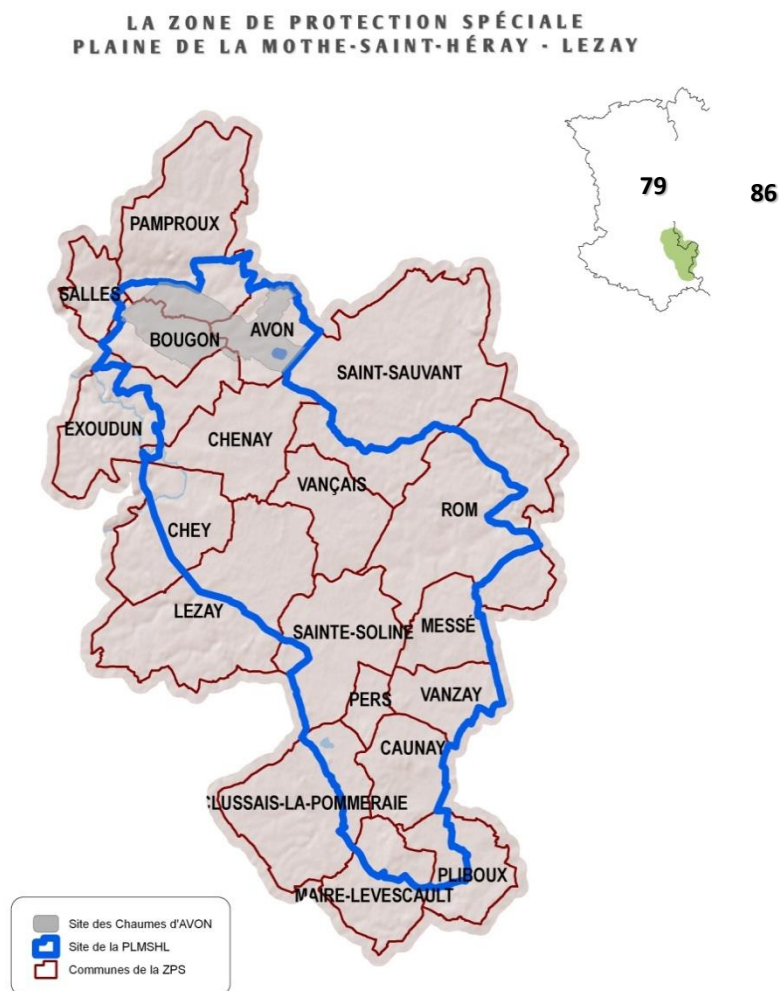 LA ZONE DE PROTECTION SPÉCIALE
PLAINE DE LA MOTHE-SAINT-HÉRAY - LEZAY
79
86
PAMPROUX
SALLES
BOUGON
AVON
SAINT-SAUVANT
EXOUDUN
CHENAY
VANÇAIS
ROM
CHEY
LEZAY
SAINTE-SOLINE
MESSÉ
PERS
VANZAY
CAUNAY
CLUSSAIS-LA-POMMERAIE
PLIBOUX
MAIRE-LEVESCAULT
Site des Chaumes d'AVON
Site de la PLMSHL
Communes de la ZPS